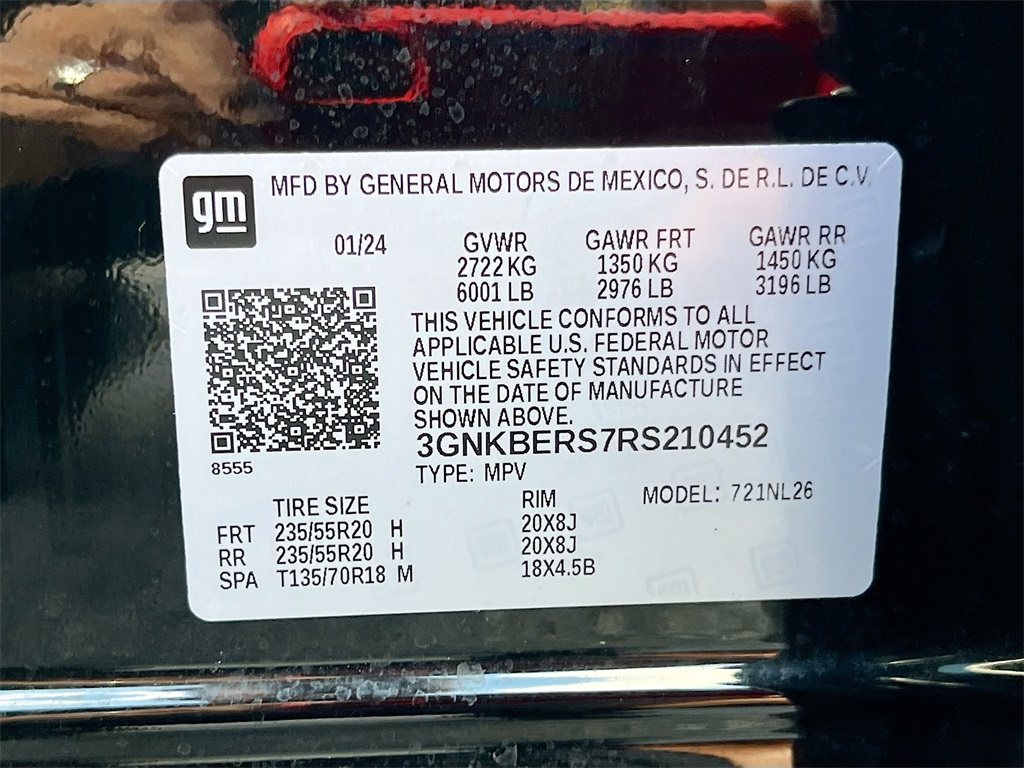 gm
MFD BY GENERAL MOTORS DE MEXICO, S. DE R.L. DE C.V.
01/24 GVWR GAWR FRT GAWR RR
2722 KG 1350 KG 1450 KG
6001 LB 2976 LB 3196 LB
THIS VEHICLE CONFORMS TO ALL
APPLICABLE U.S. FEDERAL MOTOR
VEHICLE SAFETY STANDARDS IN EFFECT
ON THE DATE OF MANUFACTURE
SHOWN ABOVE.
3GNKBERS7RS210452
8555
TYPE: MPV
TIRE SIZE RIM MODEL: 721NL26
FRT 235/55R20 H 20X8J
RR 235/55R20 H 20X8J
SPA T135/70R18 M 18X4.5B